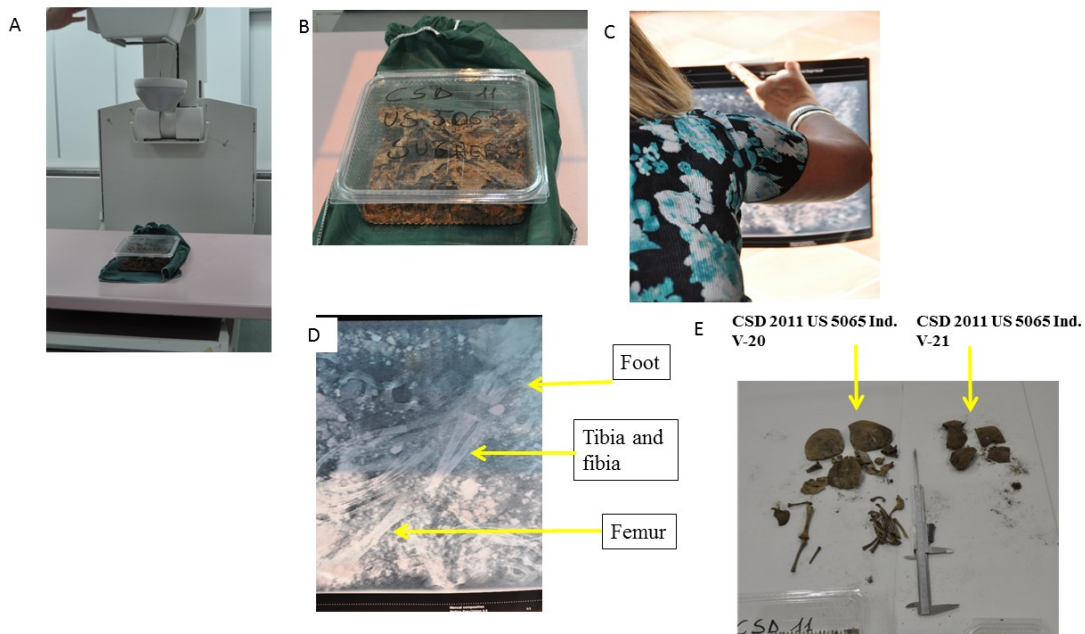 A
B
C
CSD 11
US 5065
D
Foot
Tibia and
fibia
Femur
E
CSD 2011 US 5065 Ind.
V-20
CSD 2011 US 5065 Ind.
V-21
CSD 11